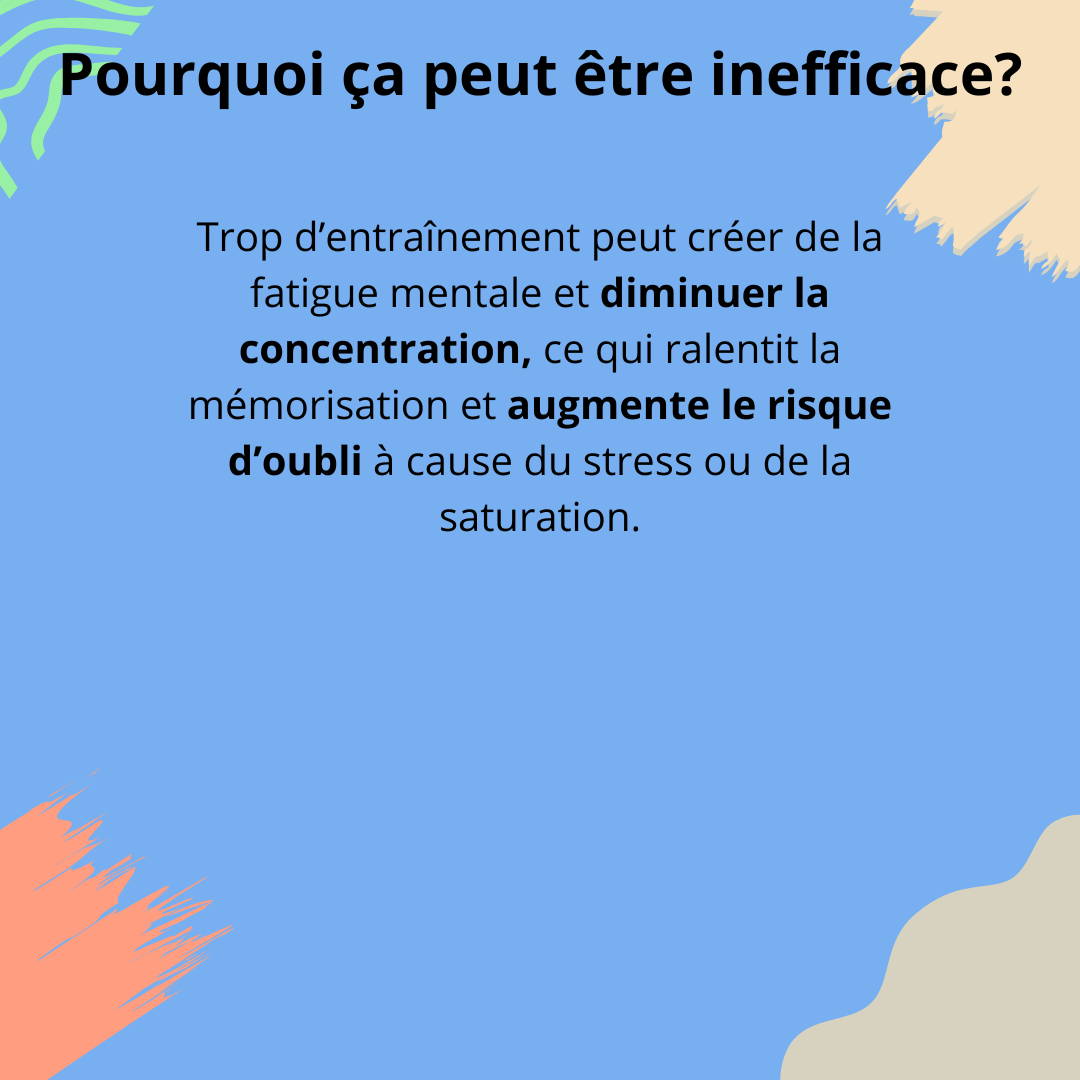 Pourquoi ça peut être inefficace?
Trop d’entraînement peut créer de la
fatigue mentale et diminuer la
concentration, ce qui ralentit la
mémorisation et augmente le risque
d’oubli à cause du stress ou de la
saturation.